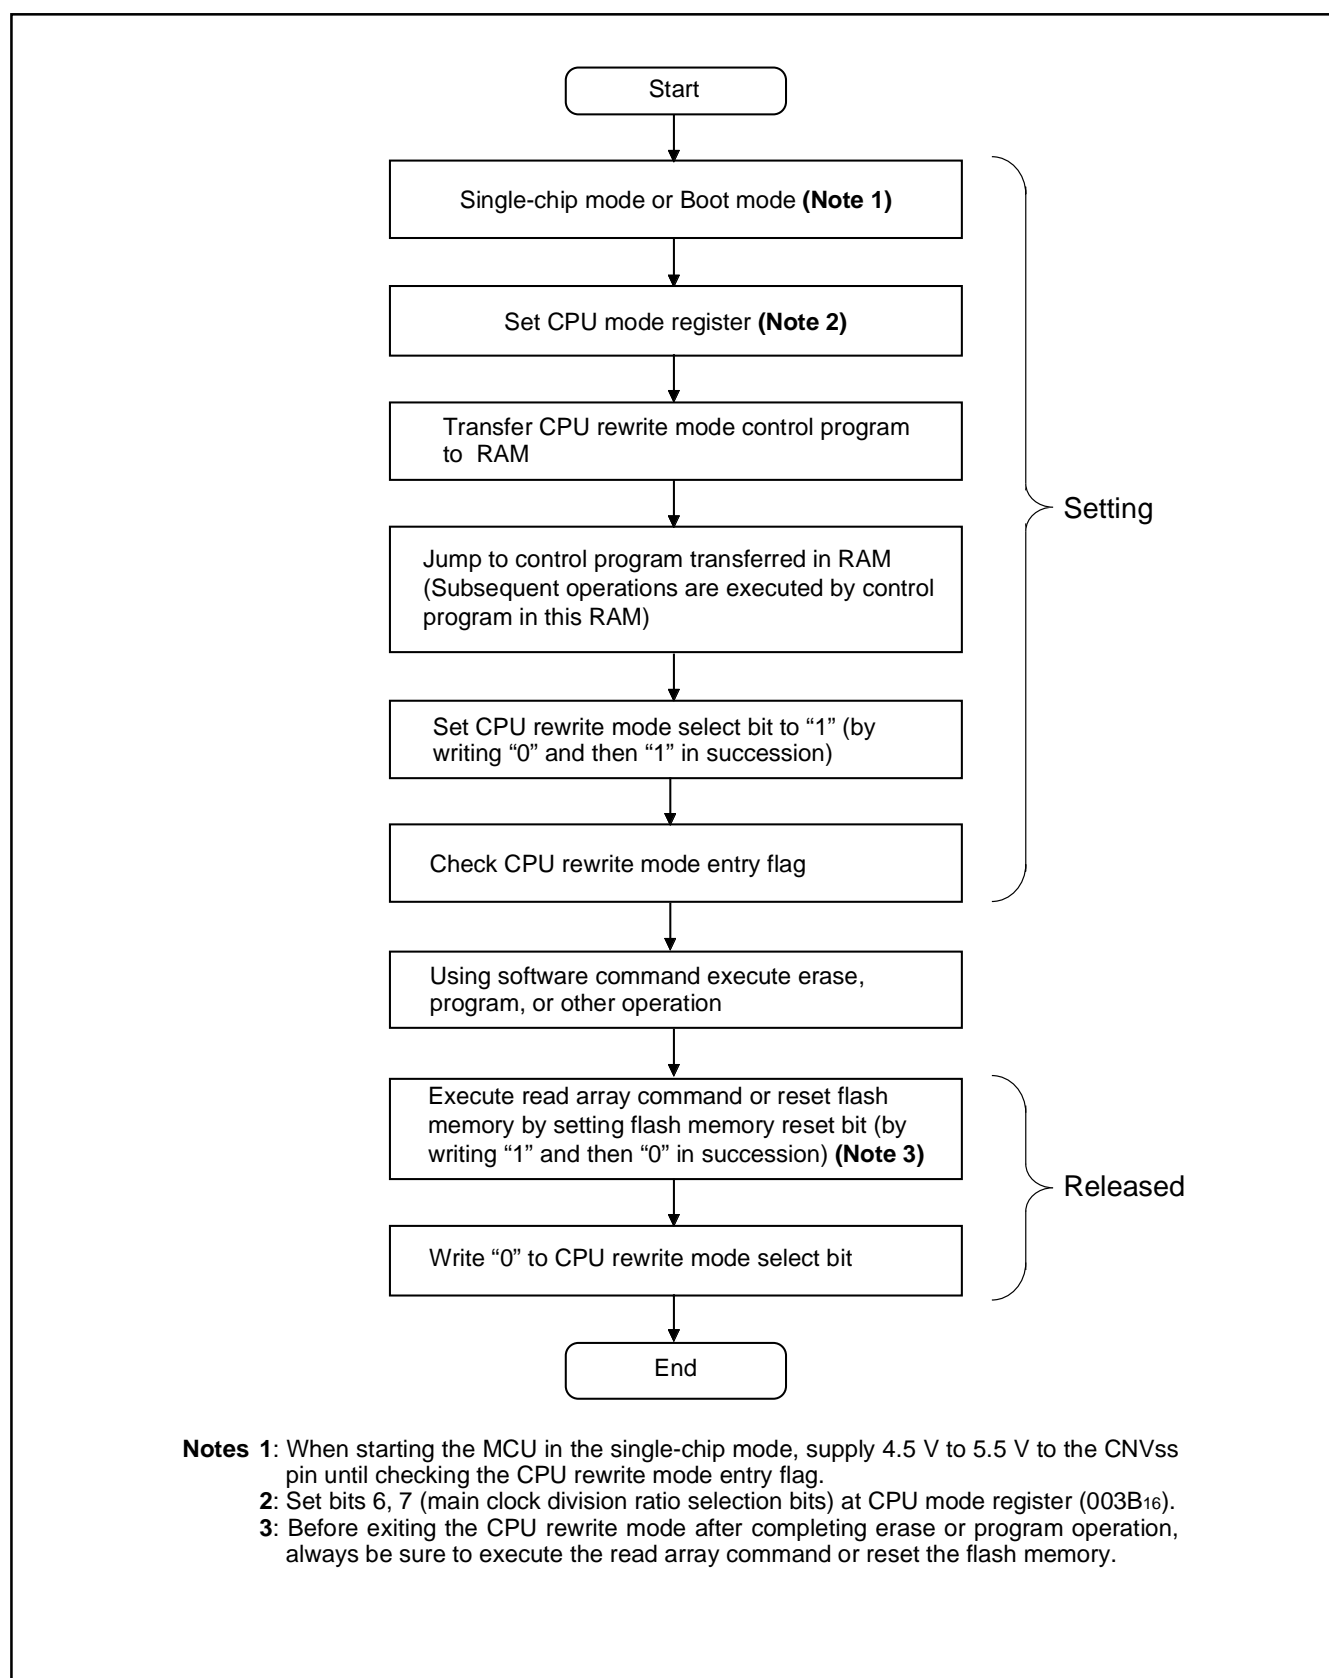 Start
Single-chip mode or Boot mode (Note 1)
Set CPU mode register (Note 2)
Transfer CPU rewrite mode control program
to RAM
Jump to control program transferred in RAM
(Subsequent operations are executed by control
program in this RAM)
Setting
Set CPU rewrite mode select bit to “1” (by
writing “0” and then “1” in succession)
Check CPU rewrite mode entry flag
Using software command execute erase,
program, or other operation
Execute read array command or reset flash
memory by setting flash memory reset bit (by
writing “1” and then “0” in succession) (Note 3)
Released
Write “0” to CPU rewrite mode select bit
End
Notes 1: When starting the MCU in the single-chip mode, supply 4.5 V to 5.5 V to the CNVss
pin until checking the CPU rewrite mode entry flag.
2: Set bits 6, 7 (main clock division ratio selection bits) at CPU mode register (003B16).
3: Before exiting the CPU rewrite mode after completing erase or program operation,
always be sure to execute the read array command or reset the flash memory.